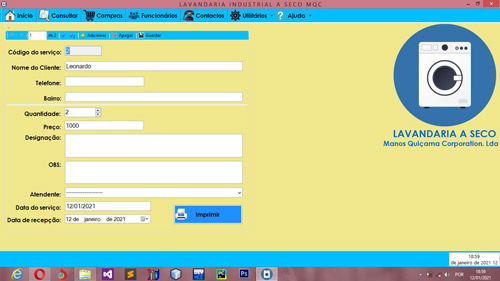 LAVANDARIA INDUSTRIAL A SECO MQC
Início Consultar Compras Funcionários Contactos Utilitários ? Ajuda
1 de 2 Adicionar Apagar Guardar
Código do serviço: 2
Nome do Cliente: Leonardo
Telefone:
Bairro:
Quantidade: 2
Preço: 1000
Designação:
OBS:
Atendente: --------------------
Data do serviço: 12/01/2021
Data de recepção: 12 de janeiro de 2021
Imprimir
LAVANDARIA A SECO
Manos Quiçama Corporation. Lda
18:59
de janeiro de 2021 12
POR 18:59
12/01/2021